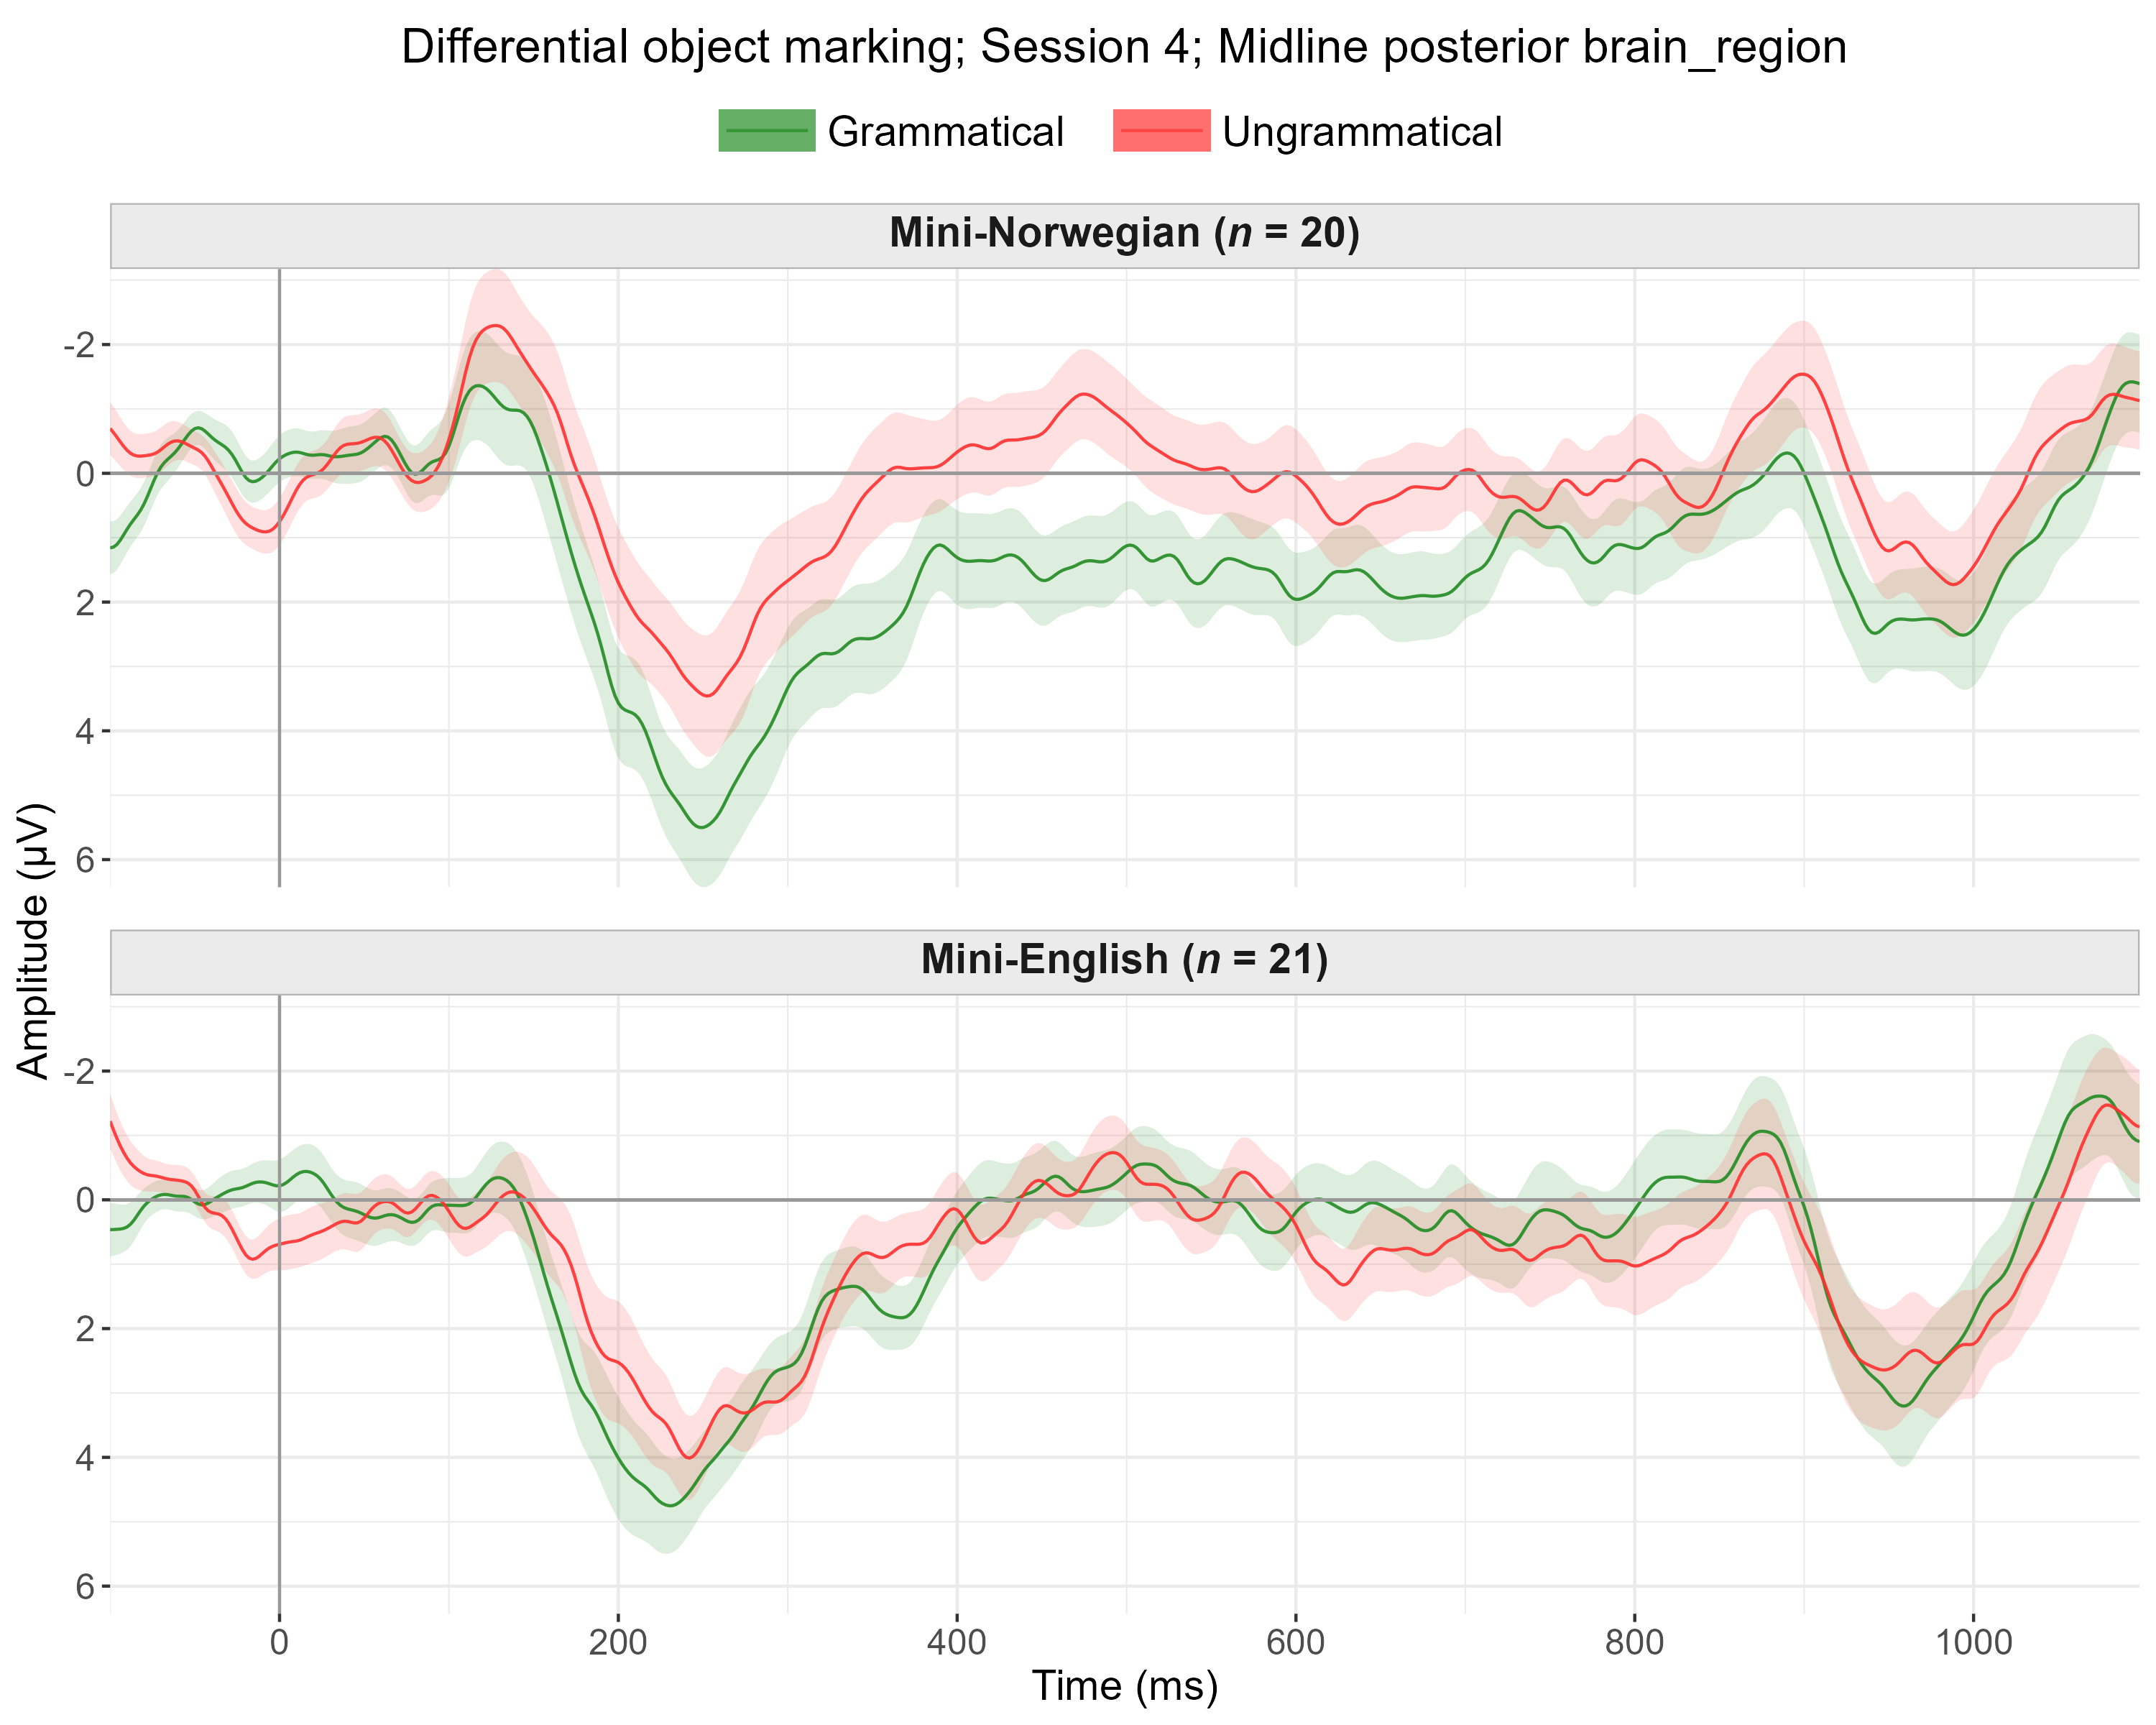 Differential object marking; Session 4; Midline posterior brain_region
Grammatical Ungrammatical
Mini-Norwegian (n = 20)
-2
0
2
4
6
Mini-English (n = 21)
-2
0
2
4
6
Amplitude (µV)
0 200 400 600 800 1000
Time (ms)